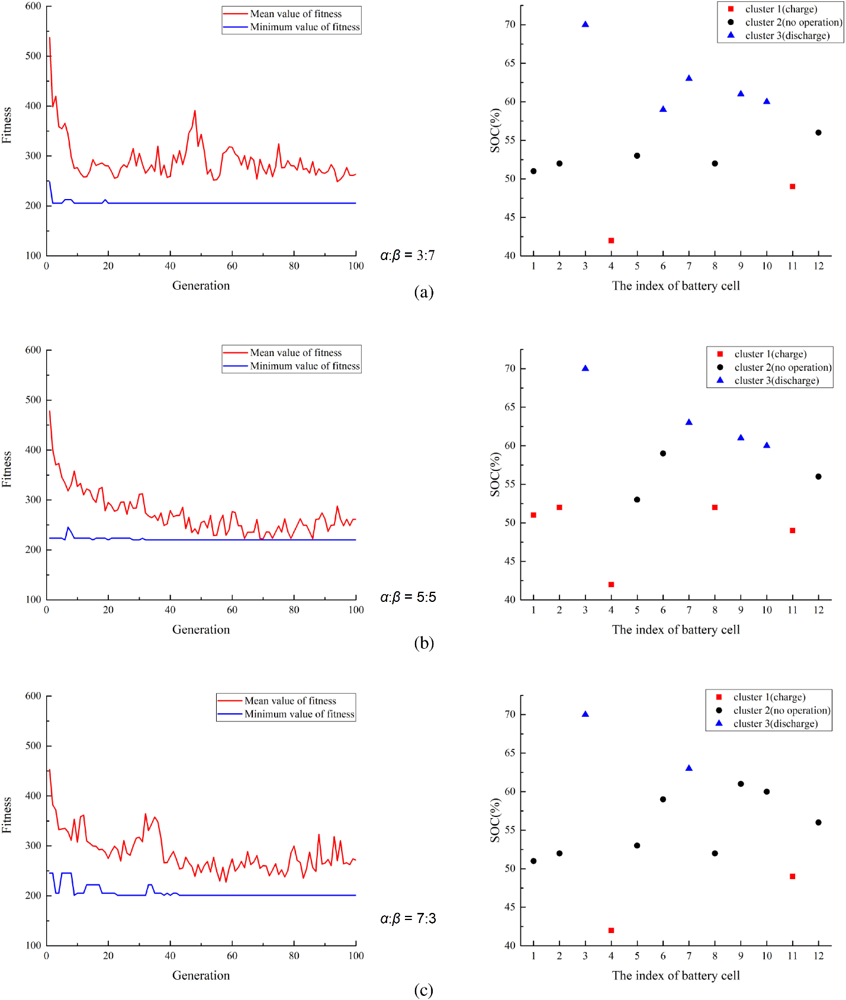 600
500
400
300
200
100
0
20
40
60
80
100
Fitness
Generation
Mean value of fitness
Minimum value of fitness
α:β = 3:7
70
65
60
55
50
45
40
1 2 3 4 5 6 7 8 9 10 11 12
SOC(%)
The index of battery cell
cluster 1(charge)
cluster 2(no operation)
cluster 3(discharge)
(a)
600
500
400
300
200
100
0
20
40
60
80
100
Fitness
Generation
Mean value of fitness
Minimum value of fitness
α:β = 5:5
70
65
60
55
50
45
40
1 2 3 4 5 6 7 8 9 10 11 12
SOC(%)
The index of battery cell
cluster 1(charge)
cluster 2(no operation)
cluster 3(discharge)
(b)
600
500
400
300
200
100
0
20
40
60
80
100
Fitness
Generation
Mean value of fitness
Minimum value of fitness
α:β = 7:3
70
65
60
55
50
45
40
1 2 3 4 5 6 7 8 9 10 11 12
SOC(%)
The index of battery cell
cluster 1(charge)
cluster 2(no operation)
cluster 3(discharge)
(c)